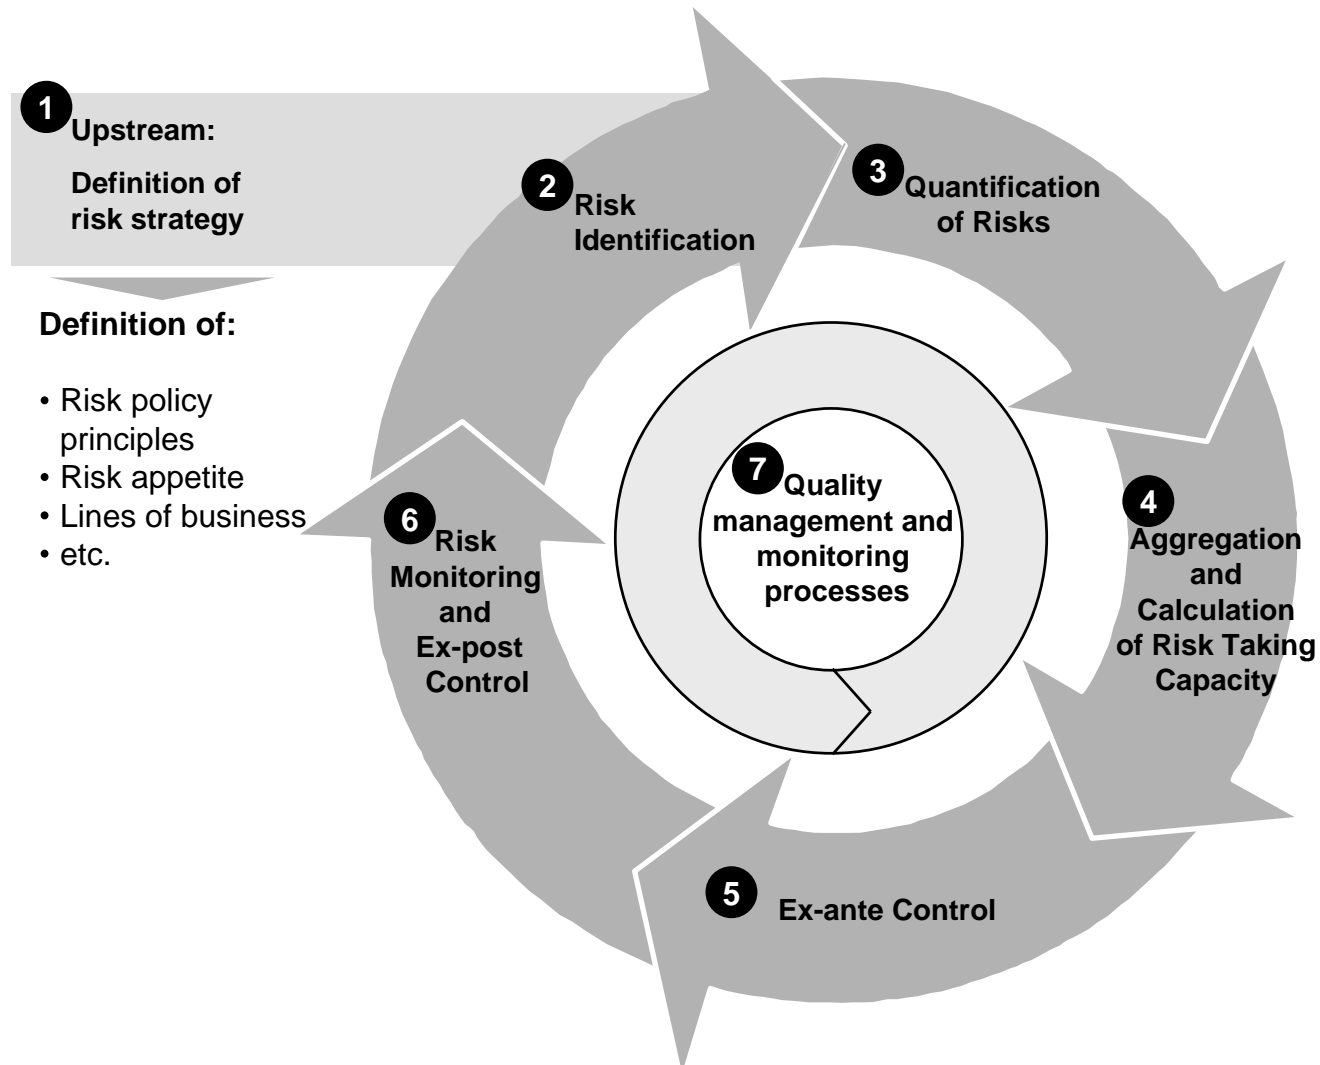 1
Upstream:
Definition of
risk strategy
Definition of:
• Risk policy
principles
• Risk appetite
• Lines of business
• etc.
2
Risk
Identification
3
Quantification
of Risks
4
Aggregation
and
Calculation
of Risk Taking
Capacity
5
Ex-ante Control
6
Risk
Monitoring
and
Ex-post
Control
7
Quality
management and
monitoring
processes